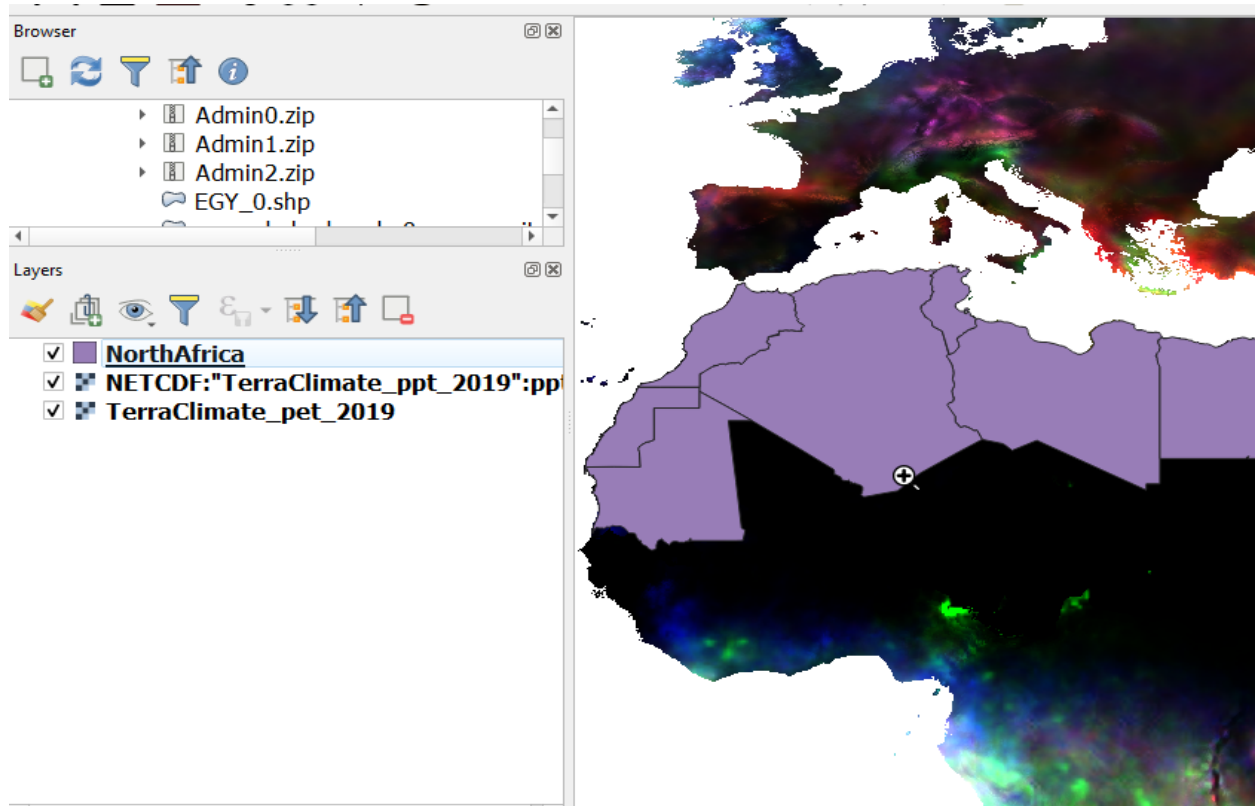 Browser
Admin0.zip
Admin1.zip
Admin2.zip
EGY_0.shp
Layers
NorthAfrica
NETCDF:"TerraClimate_ppt_2019":ppt
TerraClimate_pet_2019